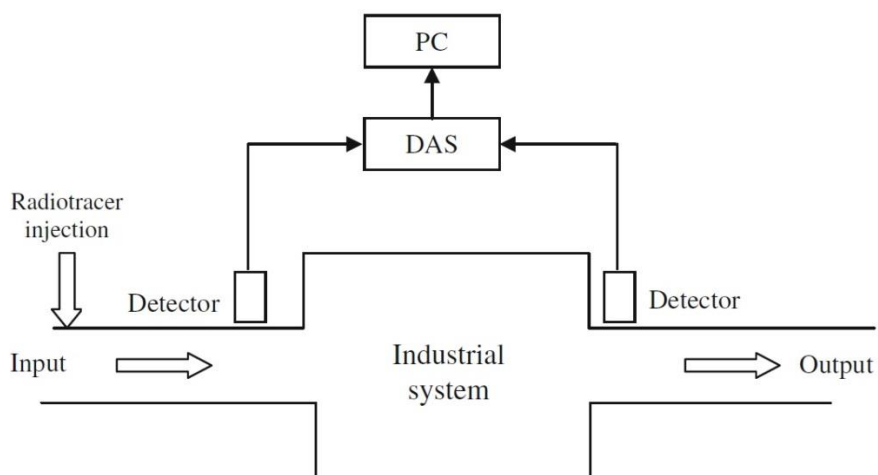 PC
DAS
Radiotracer
injection
Detector
Detector
Input
Industrial
system
Output